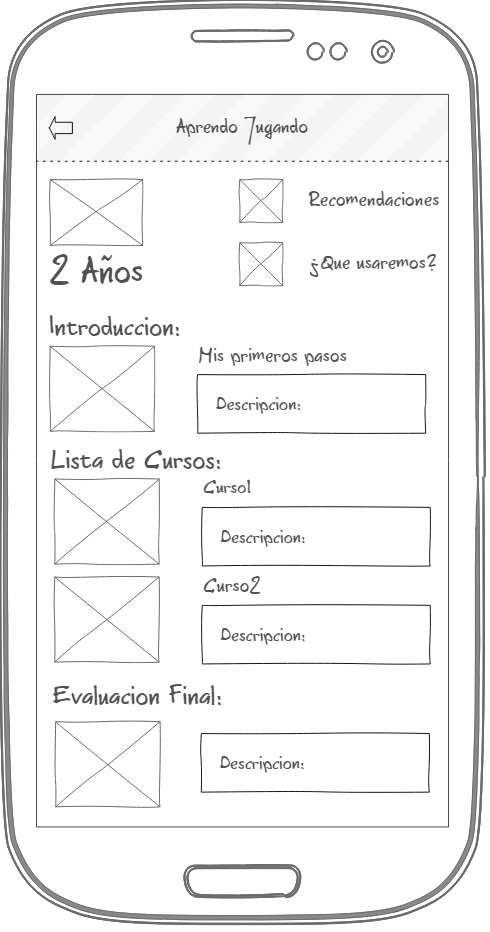 Aprendo Jugando
Recomendaciones
2 Años
¿Que usaremos?
Introduccion:
Mis primeros pasos
Descripcion:
Lista de Cursos:
Curso1
Descripcion:
Curso2
Descripcion:
Evaluacion Final:
Descripcion: